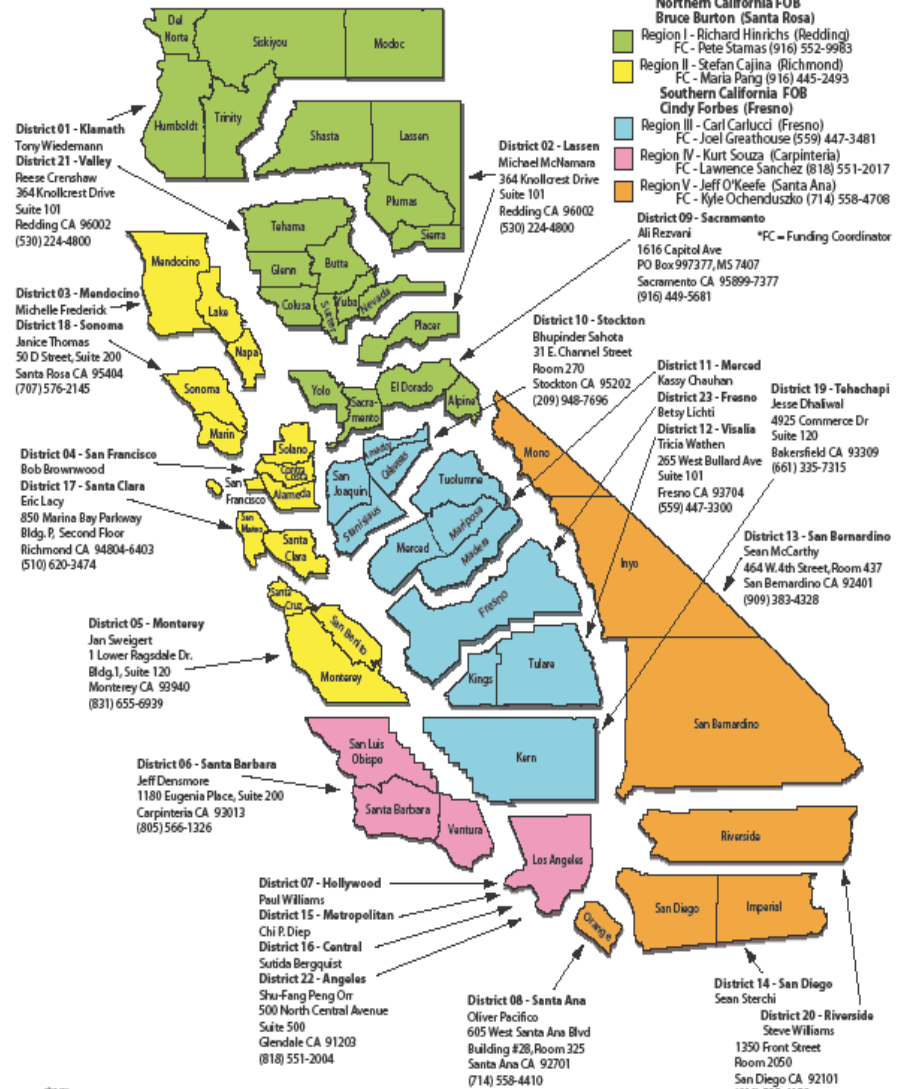 Northern California FOB
Bruce Burton (Santa Rosa)
Region I - Richard Hinrichs (Redding)
FC - Pete Stamas (916) 552-9983
Region II - Stefan Cajina (Richmond)
FC - Maria Pang (916) 445-2493
Southern California FOB
Cindy Forbes (Fresno)
Region III - Carl Carlucci (Fresno)
FC - Joel Greathouse (559) 447-3481
Region IV - Kurt Souza (Carpinteria)
FC - Lawrence Sanchez (818) 551-2017
Region V - Jeff O'Keefe (Santa Ana)
FC - Kyle Ochenduszko (714) 558-4708
*FC = Funding Coordinator
Del
Norte
Siskiyou
Modoc
Humboldt
Trinity
Shasta
Lassen
Plumas
Sierra
District 01 - Klamath
Tony Wiedemann
District 21 - Valley
Reese Crenshaw
364 Knollcrest Drive
Suite 101
Redding CA 96002
(530) 224-4800
District 02 - Lassen
Michael McNamara
364 Knollcrest Drive
Suite 101
Redding CA 96002
(530) 224-4800
Tehama
Glenn
Butte
Colusa
Sutter
Yuba
Nevada
Placer
District 09 - Sacramento
Ali Rezvani
1616 Capitol Ave
PO Box 997377, MS 7407
Sacramento CA 95899-7377
(916) 449-5681
Mendocino
Lake
Napa
Sonoma
Marin
District 03 - Mendocino
Michelle Frederick
District 18 - Sonoma
Janice Thomas
50 D Street, Suite 200
Santa Rosa CA 95404
(707) 576-2145
Yolo
Sacra-
mento
El Dorado
Alpine
District 10 - Stockton
Bhupinder Sahota
31 E. Channel Street
Room 270
Stockton CA 95202
(209) 948-7696
District 11 - Merced
Kassy Chauhan
District 23 - Fresno
Betsy Lichti
District 12 - Visalia
Tricia Wathen
265 West Bullard Ave
Suite 101
Fresno CA 93704
(559) 447-3300
District 19 - Tehachapi
Jesse Dhaliwal
4925 Commerce Dr
Suite 120
Bakersfield CA 93309
(661) 335-7315
District 04 - San Francisco
Bob Brownwood
District 17 - Santa Clara
Eric Lacy
850 Marina Bay Parkway
Bldg. P, Second Floor
Richmond CA 94804-6403
(510) 620-3474
Solano
Contra
Costa
San
Francisco
Alameda
San
Mateo
Santa
Clara
Amador
Calaveras
San
Joaquin
Stanislaus
Tuolumne
Mariposa
Merced
Madera
Mono
Inyo
District 13 - San Bernardino
Sean McCarthy
464 W. 4th Street, Room 437
San Bernardino CA 92401
(909) 383-4328
Santa
Cruz
San Benito
Monterey
Fresno
Kings
Tulare
District 05 - Monterey
Jan Sweigert
1 Lower Ragsdale Dr.
Bldg.1, Suite 120
Monterey CA 93940
(831) 655-6939
San Bernardino
San Luis
Obispo
Kern
Santa Barbara
Ventura
District 06 - Santa Barbara
Jeff Densmore
1180 Eugenia Place, Suite 200
Carpinteria CA 93013
(805) 566-1326
Los Angeles
Riverside
Orange
San Diego
Imperial
District 07 - Hollywood
Paul Williams
District 15 - Metropolitan
Chi P. Diep
District 16 - Central
Sutida Bergquist
District 22 - Angeles
Shu-Fang Peng Orr
500 North Central Avenue
Suite 500
Glendale CA 91203
(818) 551-2004
District 08 - Santa Ana
Oliver Pacifico
605 West Santa Ana Blvd
Building #28, Room 325
Santa Ana CA 92701
(714) 558-4410
District 14 - San Diego
Sean Sterchi
District 20 - Riverside
Steve Williams
1350 Front Street
Room 2050
San Diego CA 92101